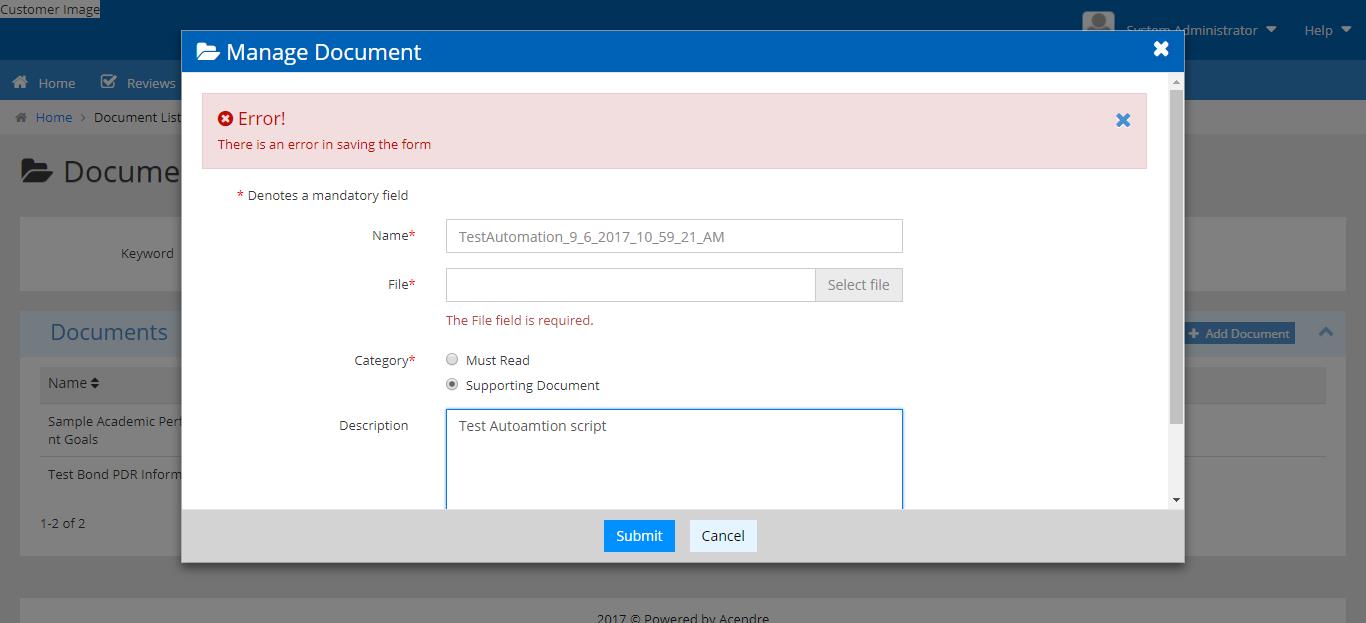 Customer Image
System Administrator
Help
Home
Reviews
Home > Document List
Docume
Keyword
Documents
Add Document
Name
Sample Academic Perf
nt Goals
Test Bond PDR Inform
1-2 of 2
Manage Document
Error!
There is an error in saving the form
* Denotes a mandatory field
Name*
TestAutomation_9_6_2017_10_59_21_AM
File*
Select file
The File field is required.
Category*
Must Read
Supporting Document
Description
Test Autoamtion script
Submit
Cancel
2017 © Powered by Acendre